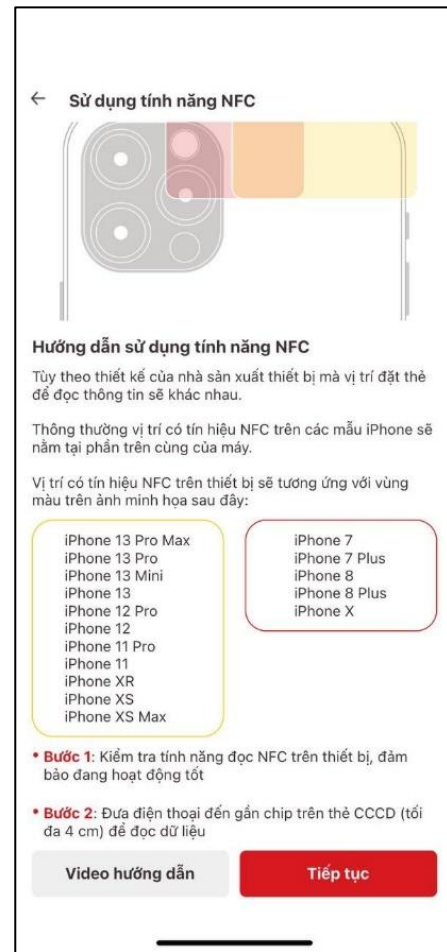 Sử dụng tính năng NFC
Hướng dẫn sử dụng tính năng NFC
Tùy theo thiết kế của nhà sản xuất thiết bị mà vị trí đặt thẻ
để đọc thông tin sẽ khác nhau.
Thông thường vị trí có tín hiệu NFC trên các mẫu iPhone sẽ
nằm tại phần trên cùng của máy.
Vị trí có tín hiệu NFC trên thiết bị sẽ tương ứng với vùng
màu trên ảnh minh họa sau đây:
iPhone 13 Pro Max
iPhone 13 Pro
iPhone 13 Mini
iPhone 13
iPhone 12 Pro
iPhone 12
iPhone 11 Pro
iPhone 11
iPhone XR
iPhone XS
iPhone XS Max
iPhone 7
iPhone 7 Plus
iPhone 8
iPhone 8 Plus
iPhone X
• Bước 1: Kiểm tra tính năng đọc NFC trên thiết bị, đảm
bảo đang hoạt động tốt
• Bước 2: Đưa điện thoại đến gần chip trên thẻ CCCD (tối
đa 4 cm) để đọc dữ liệu
Video hướng dẫn
Tiếp tục